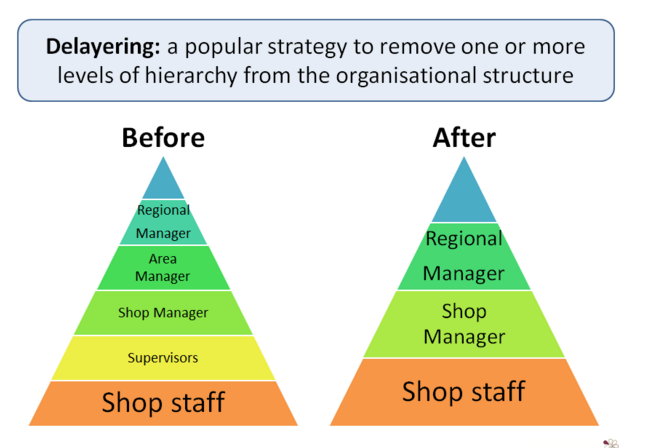 Delayering: a popular strategy to remove one or more
levels of hierarchy from the organisational structure
Before
Regional
Manager
Area
Manager
Shop Manager
Supervisors
Shop staff
After
Regional
Manager
Shop
Manager
Shop staff